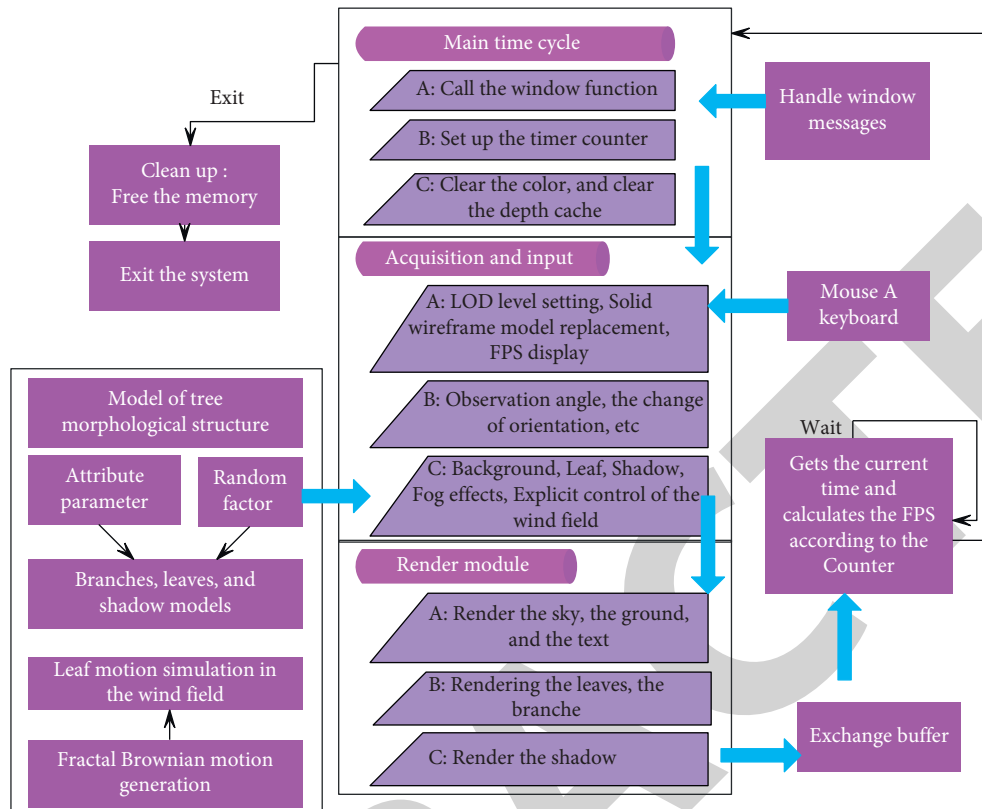 Main time cycle
A: Call the window function
B: Set up the timer counter
C: Clear the color, and clear
the depth cache
Handle window
messages
Exit
Clean up :
Free the memory
Exit the system
Acquisition and input
A: LOD level setting, Solid
wireframe model replacement,
FPS display
B: Observation angle, the change
of orientation, etc
C: Background, Leaf, Shadow,
Fog effects, Explicit control of the
wind field
Mouse A
keyboard
Model of tree
morphological structure
Attribute
parameter
Random
factor
Branches, leaves, and
shadow models
Leaf motion simulation in
the wind field
Fractal Brownian motion
generation
Render module
A: Render the sky, the ground,
and the text
B: Rendering the leaves, the
branche
C: Render the shadow
Wait
Gets the current
time and
calculates the FPS
according to the
Counter
Exchange buffer